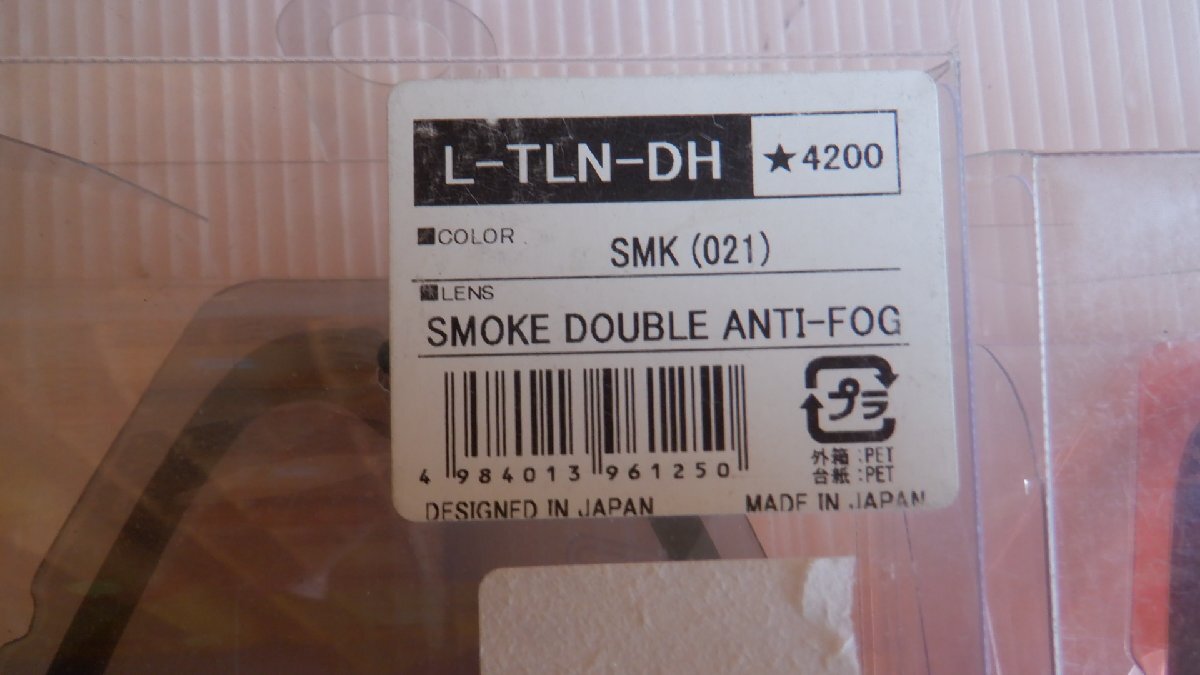 L-TLN-DH ★4200
■COLOR SMK (021)
■LENS
SMOKE DOUBLE ANTI-FOG
プラ
外箱:PET
台紙:PET
4 984013 961250
DESIGNED IN JAPAN MADE IN JAPAN